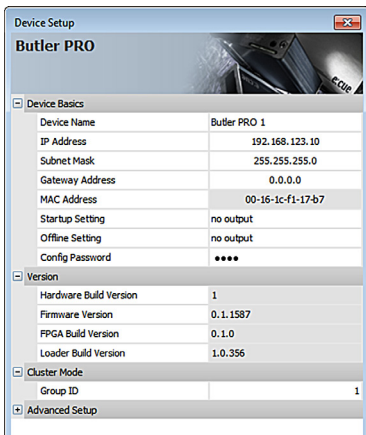 Device Setup
Butler PRO
e:cue
Device Basics
Device Name Butler PRO 1
IP Address 192.168.123.10
Subnet Mask 255.255.255.0
Gateway Address 0.0.0.0
MAC Address 00-16-1c-f1-17-b7
Startup Setting no output
Offline Setting no output
Config Password ●●●●
Version
Hardware Build Version 1
Firmware Version 0.1.1587
FPGA Build Version 0.1.0
Loader Build Version 1.0.356
Cluster Mode
Group ID 1
Advanced Setup